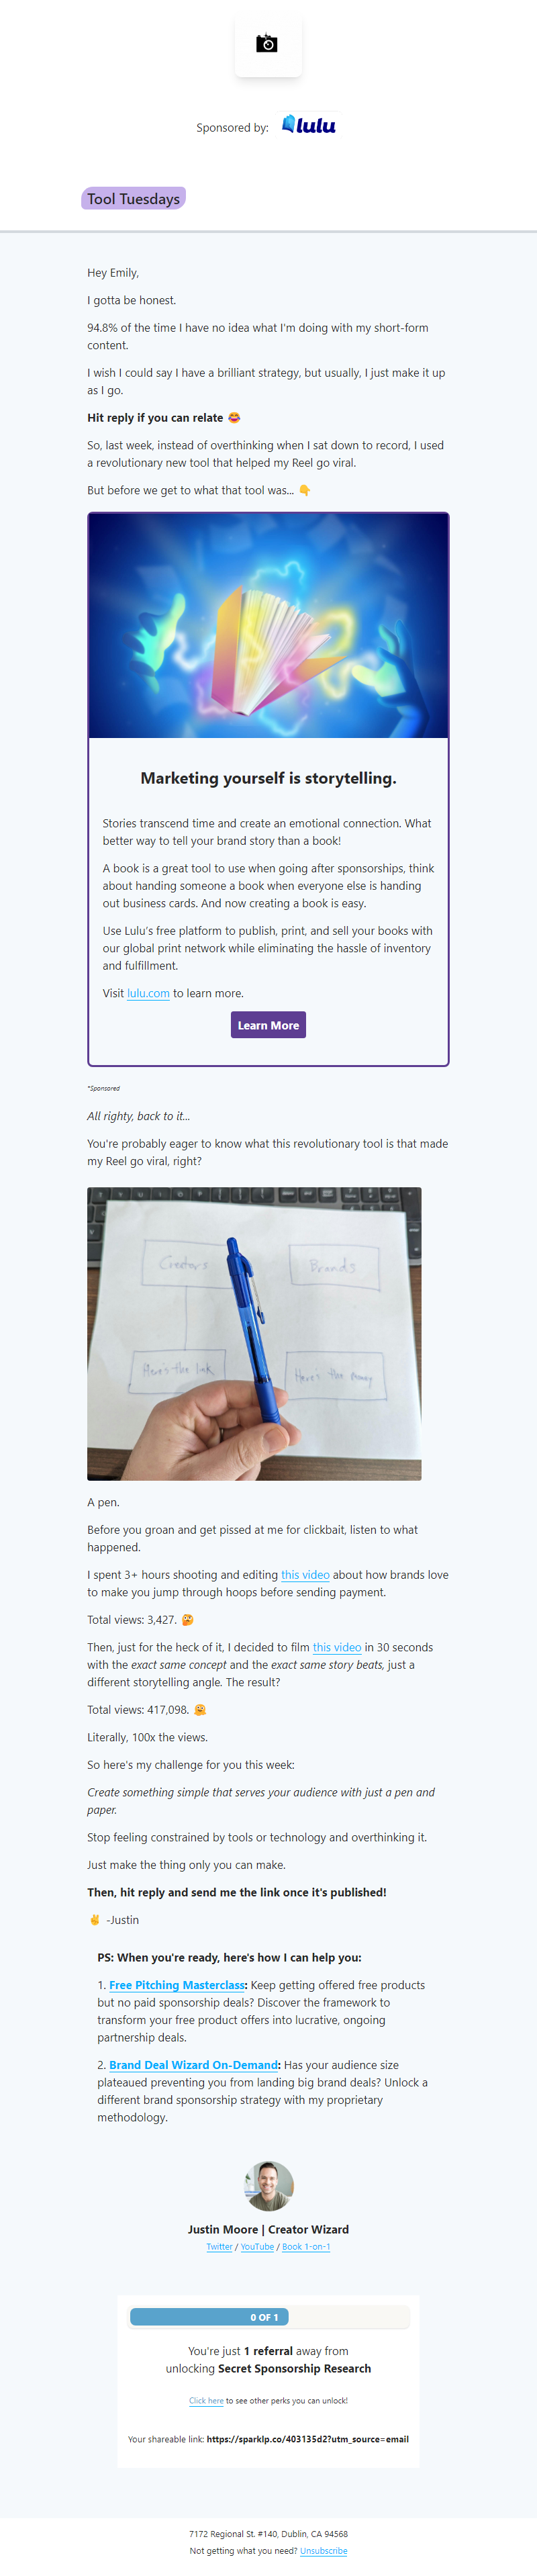 Sponsored by: lulu
Tool Tuesdays
Hey Emily,
I gotta be honest.
94.8% of the time I have no idea what I'm doing with my short-form
content.
I wish I could say I have a brilliant strategy, but usually, I just make it up
as I go.
Hit reply if you can relate 😂
So, last week, instead of overthinking when I sat down to record, I used
a revolutionary new tool that helped my Reel go viral.
But before we get to what that tool was... 👇
Marketing yourself is storytelling.
Stories transcend time and create an emotional connection. What
better way to tell your brand story than a book!
A book is a great tool to use when going after sponsorships, think
about handing someone a book when everyone else is handing
out business cards. And now creating a book is easy.
Use Lulu's free platform to publish, print, and sell your books with
our global print network while eliminating the hassle of inventory
and fulfillment.
Visit lulu.com to learn more.
Learn More
*Sponsored
All righty, back to it...
You're probably eager to know what this revolutionary tool is that made
my Reel go viral, right?
Creators
Brands
Here's the link
Here's the money
A pen.
Before you groan and get pissed at me for clickbait, listen to what
happened.
I spent 3+ hours shooting and editing this video about how brands love
to make you jump through hoops before sending payment.
Total views: 3,427. 🤔
Then, just for the heck of it, I decided to film this video in 30 seconds
with the exact same concept and the exact same story beats, just a
different storytelling angle. The result?
Total views: 417,098. 🤗
Literally, 100x the views.
So here's my challenge for you this week:
Create something simple that serves your audience with just a pen and
paper.
Stop feeling constrained by tools or technology and overthinking it.
Just make the thing only you can make.
Then, hit reply and send me the link once it's published!
✌️ -Justin
PS: When you're ready, here's how I can help you:
1. Free Pitching Masterclass: Keep getting offered free products
but no paid sponsorship deals? Discover the framework to
transform your free product offers into lucrative, ongoing
partnership deals.
2. Brand Deal Wizard On-Demand: Has your audience size
plateaued preventing you from landing big brand deals? Unlock a
different brand sponsorship strategy with my proprietary
methodology.
Justin Moore | Creator Wizard
Twitter / YouTube / Book 1-on-1
0 OF 1
You're just 1 referral away from
unlocking Secret Sponsorship Research
Click here to see other perks you can unlock!
Your shareable link: https://sparklp.co/403135d2?utm_source=email
7172 Regional St. #140, Dublin, CA 94568
Not getting what you need? Unsubscribe